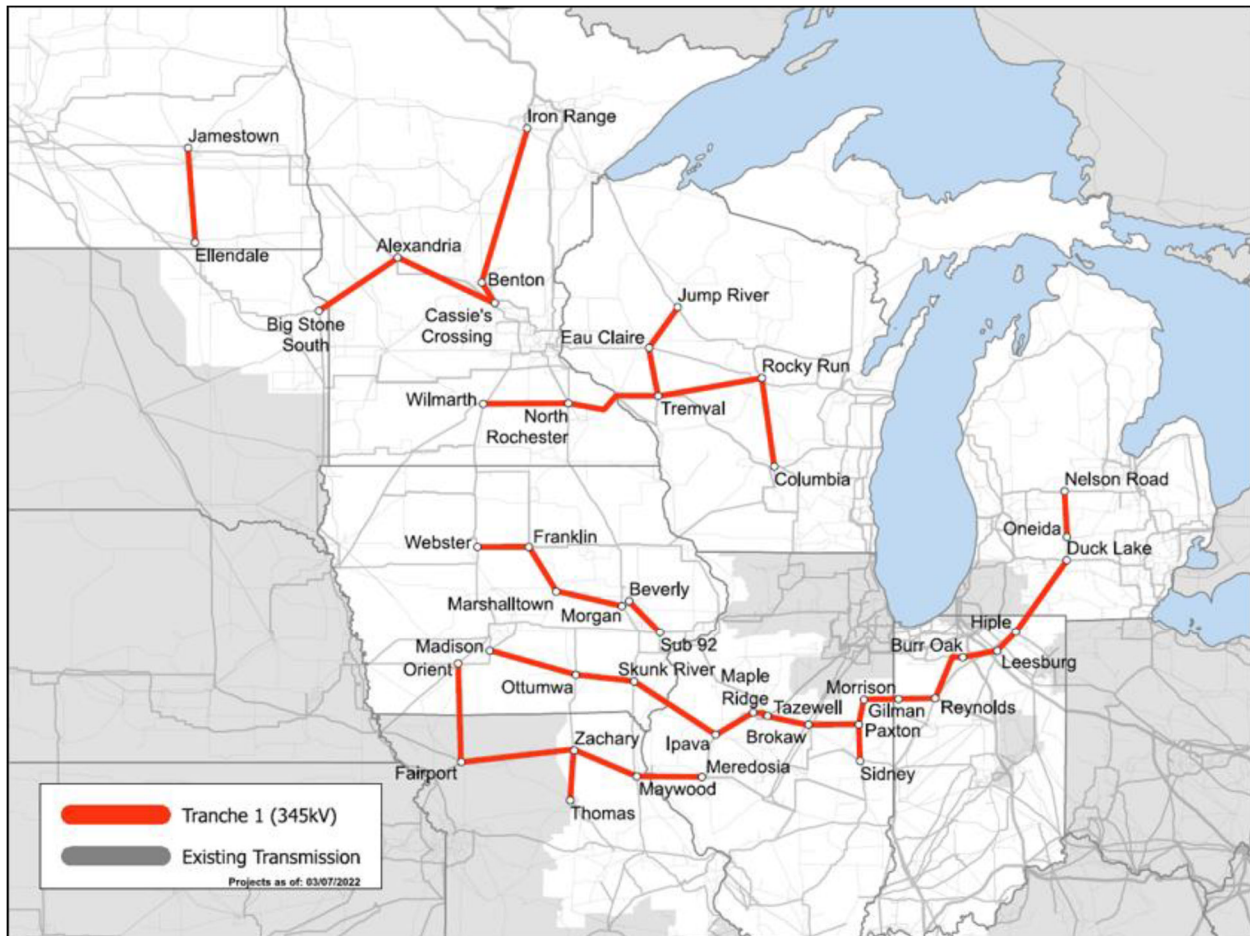 Iron Range
Jamestown
Alexandria
Ellendale
Benton
Jump River
Big Stone
South
Cassie's
Crossing
Eau Claire
Rocky Run
Wilmarth
North
Rochester
Tremval
Columbia
Nelson Road
Oneida
Webster
Franklin
Duck Lake
Beverly
Marshalltown
Morgan
Hiple
Sub 92
Madison
Burr Oak
Leesburg
Orient
Skunk River
Maple
Ridge
Ottumwa
Morrison
Tazewell
Gilman
Reynolds
Brokaw
Paxton
Ipava
Zachary
Sidney
Fairport
Meredosia
Maywood
Thomas
Tranche 1 (345kV)
Existing Transmission
Projects as of: 03/07/2022